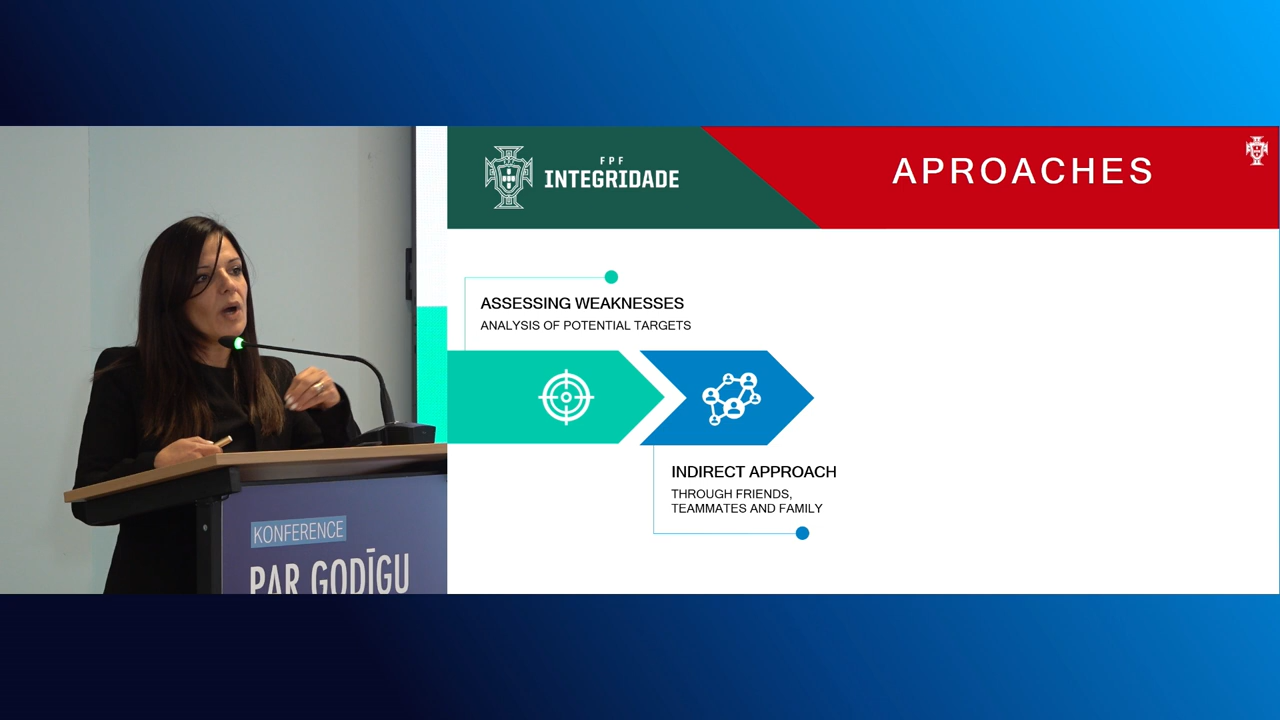 FPF
INTEGRIDADE
APROACHES
ASSESSING WEAKNESSES
ANALYSIS OF POTENTIAL TARGETS
INDIRECT APPROACH
THROUGH FRIENDS,
TEAMMATES AND FAMILY
KONFERENCE
PAR GODĪGU